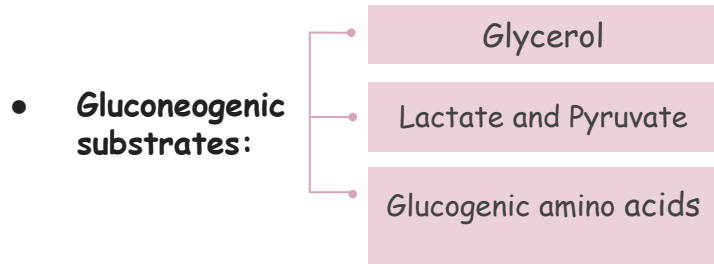 ● Gluconeogenic
substrates:
Glycerol
Lactate and Pyruvate
Glucogenic amino acids